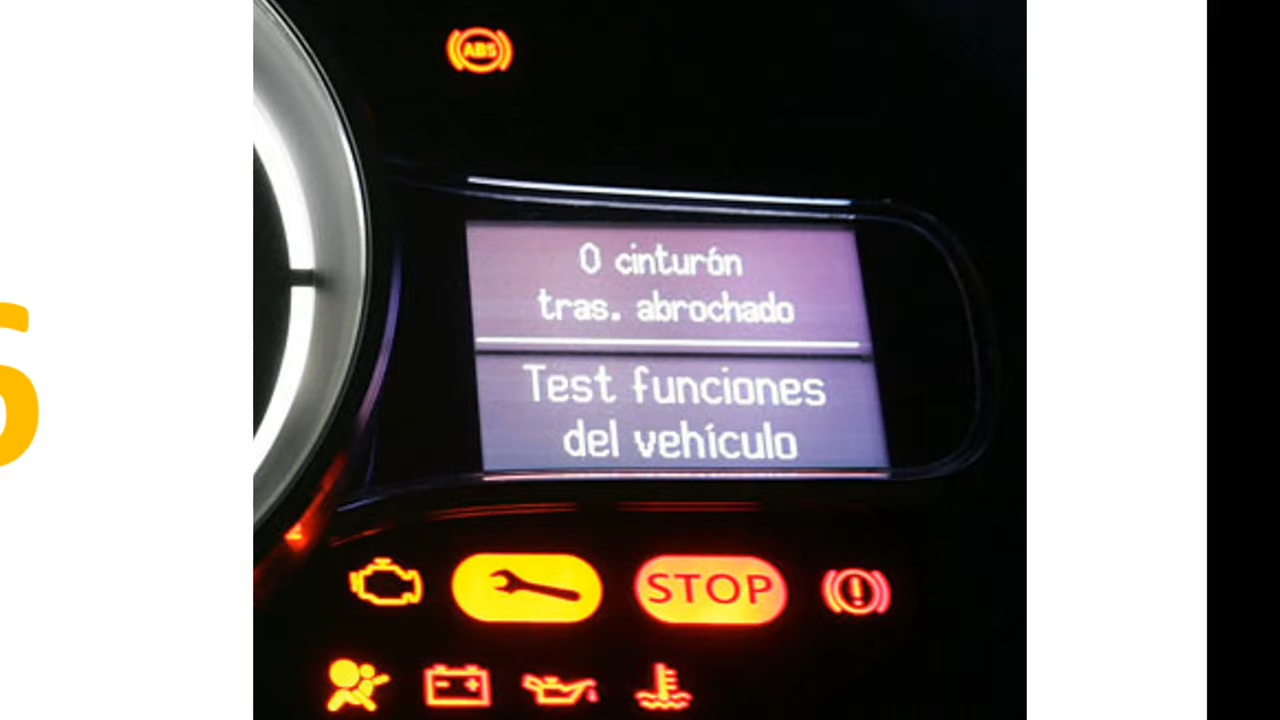 ABS
0 cinturón
tras. abrochado
Test funciones
del vehículo
STOP